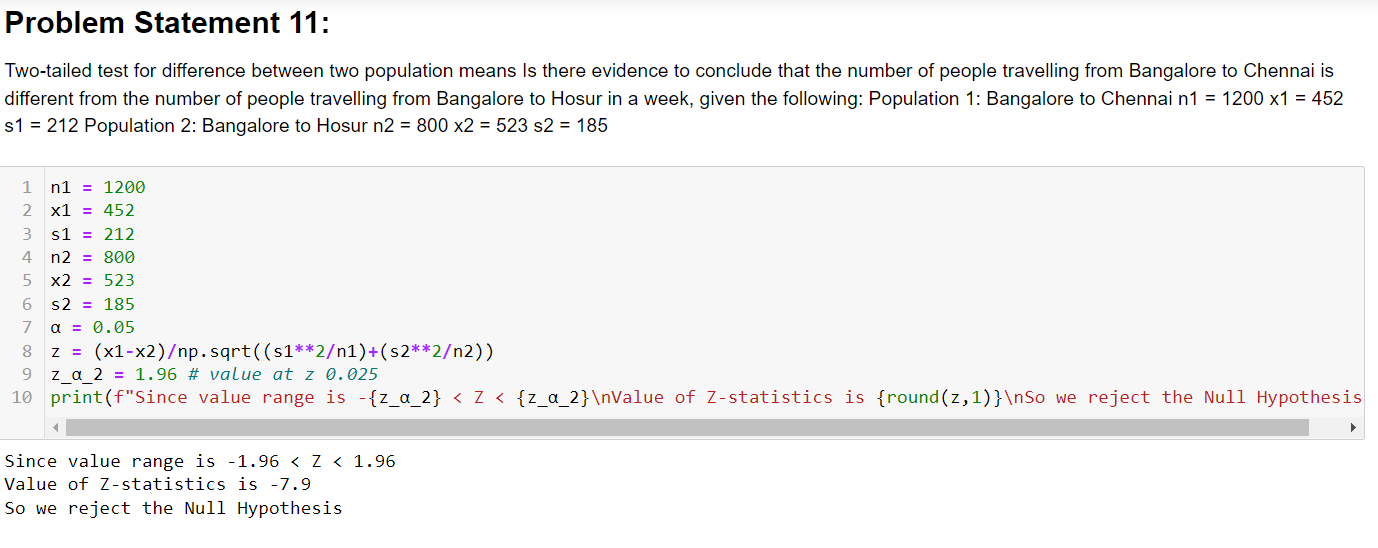 Problem Statement 11:
Two-tailed test for difference between two population means Is there evidence to conclude that the number of people travelling from Bangalore to Chennai is
different from the number of people travelling from Bangalore to Hosur in a week, given the following: Population 1: Bangalore to Chennai n1 = 1200 x1 = 452
s1 = 212 Population 2: Bangalore to Hosur n2 = 800 x2 = 523 s2 = 185
1 n1 = 1200
2 x1 = 452
3 s1 = 212
4 n2 = 800
5 x2 = 523
6 s2 = 185
7 α = 0.05
8 z = (x1-x2)/np.sqrt((s1**2/n1)+(s2**2/n2))
9 z_α_2 = 1.96 # value at z 0.025
10 print(f"Since value range is -{z_α_2} < Z < {z_α_2}\nValue of Z-statistics is {round(z,1)}\nSo we reject the Null Hypothesis
Since value range is -1.96 < Z < 1.96
Value of Z-statistics is -7.9
So we reject the Null Hypothesis